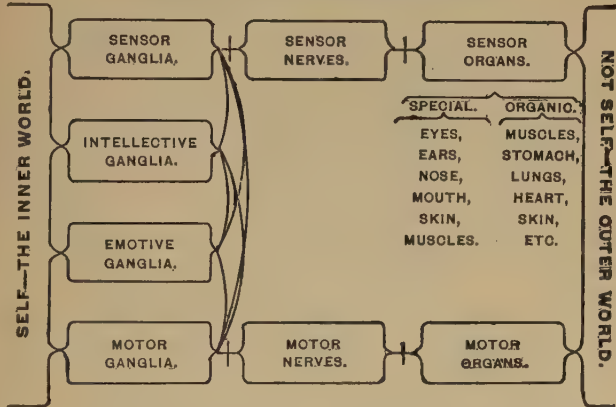 SELF—THE INNER WORLD.
SENSOR
GANGLIA.
SENSOR
NERVES.
SENSOR
ORGANS.
INTELLECTIVE
GANGLIA.
EMOTIVE
GANGLIA.
MOTOR
GANGLIA.
MOTOR
NERVES.
MOTOR
ORGANS.
SPECIAL. ORGANIC.
EYES, MUSCLES,
EARS, STOMACH,
NOSE, LUNGS,
MOUTH, HEART,
SKIN, SKIN,
MUSCLES. ETC.
NOT SELF—THE OUTER WORLD.